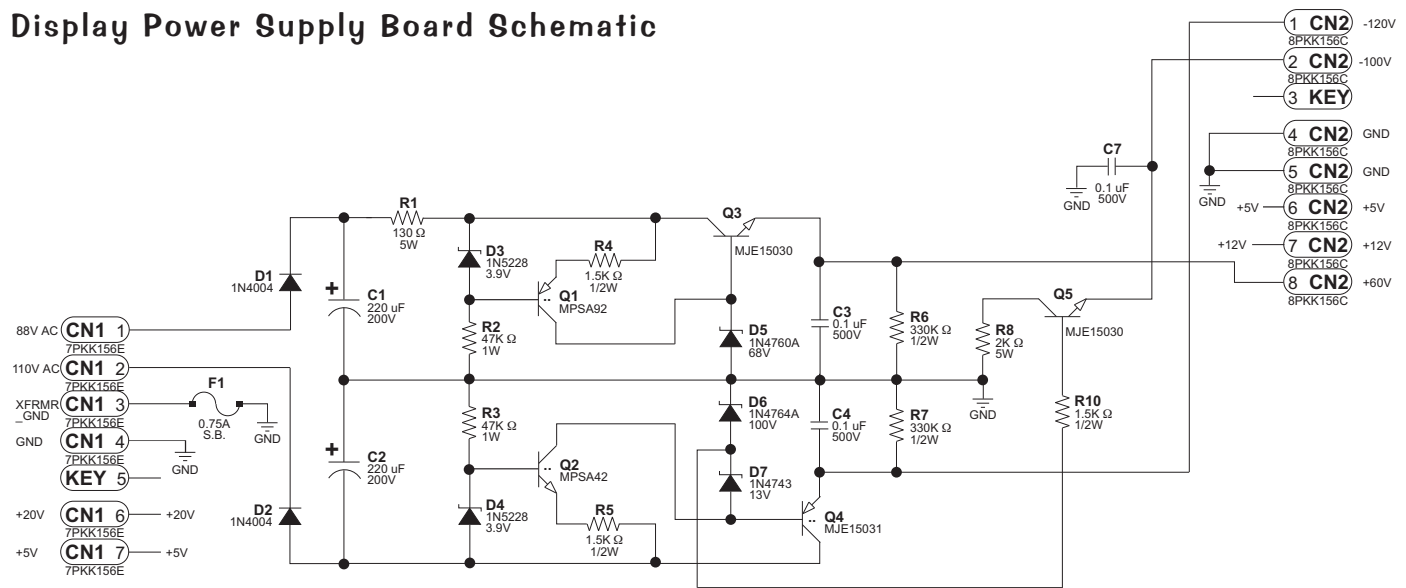 Display Power Supply Board Schematic
1 CN2 -120V
8PKK156C
2 CN2 -100V
8PKK156C
3 KEY
4 CN2 GND
8PKK156C
5 CN2 GND
8PKK156C
GND
+5V 6 CN2 +5V
8PKK156C
+12V 7 CN2 +12V
8PKK156C
8 CN2 +60V
8PKK156C
C7
0.1 uF
500V
GND
88V AC CN1 1
7PKK156E
110V AC CN1 2
7PKK156E
XFRMR
_GND
CN1 3
7PKK156E
GND CN1 4
7PKK156E
KEY 5
+20V CN1 6 +20V
7PKK156E
+5V CN1 7 +5V
7PKK156E
F1
0.75A
S.B.
GND
GND
D1
1N4004
D2
1N4004
+
C1
220 uF
200V
+
C2
220 uF
200V
R1
130 Ω
5W
D3
1N5228
3.9V
R2
47K Ω
1W
R3
47K Ω
1W
D4
1N5228
3.9V
R4
1.5K Ω
1/2W
Q1
MPSA92
Q2
MPSA42
R5
1.5K Ω
1/2W
Q3
MJE15030
D5
1N4760A
68V
D6
1N4764A
100V
D7
1N4743
13V
Q4
MJE15031
C3
0.1 uF
500V
C4
0.1 uF
500V
R6
330K Ω
1/2W
R7
330K Ω
1/2W
R8
2K Ω
5W
GND
Q5
MJE15030
R10
1.5K Ω
1/2W